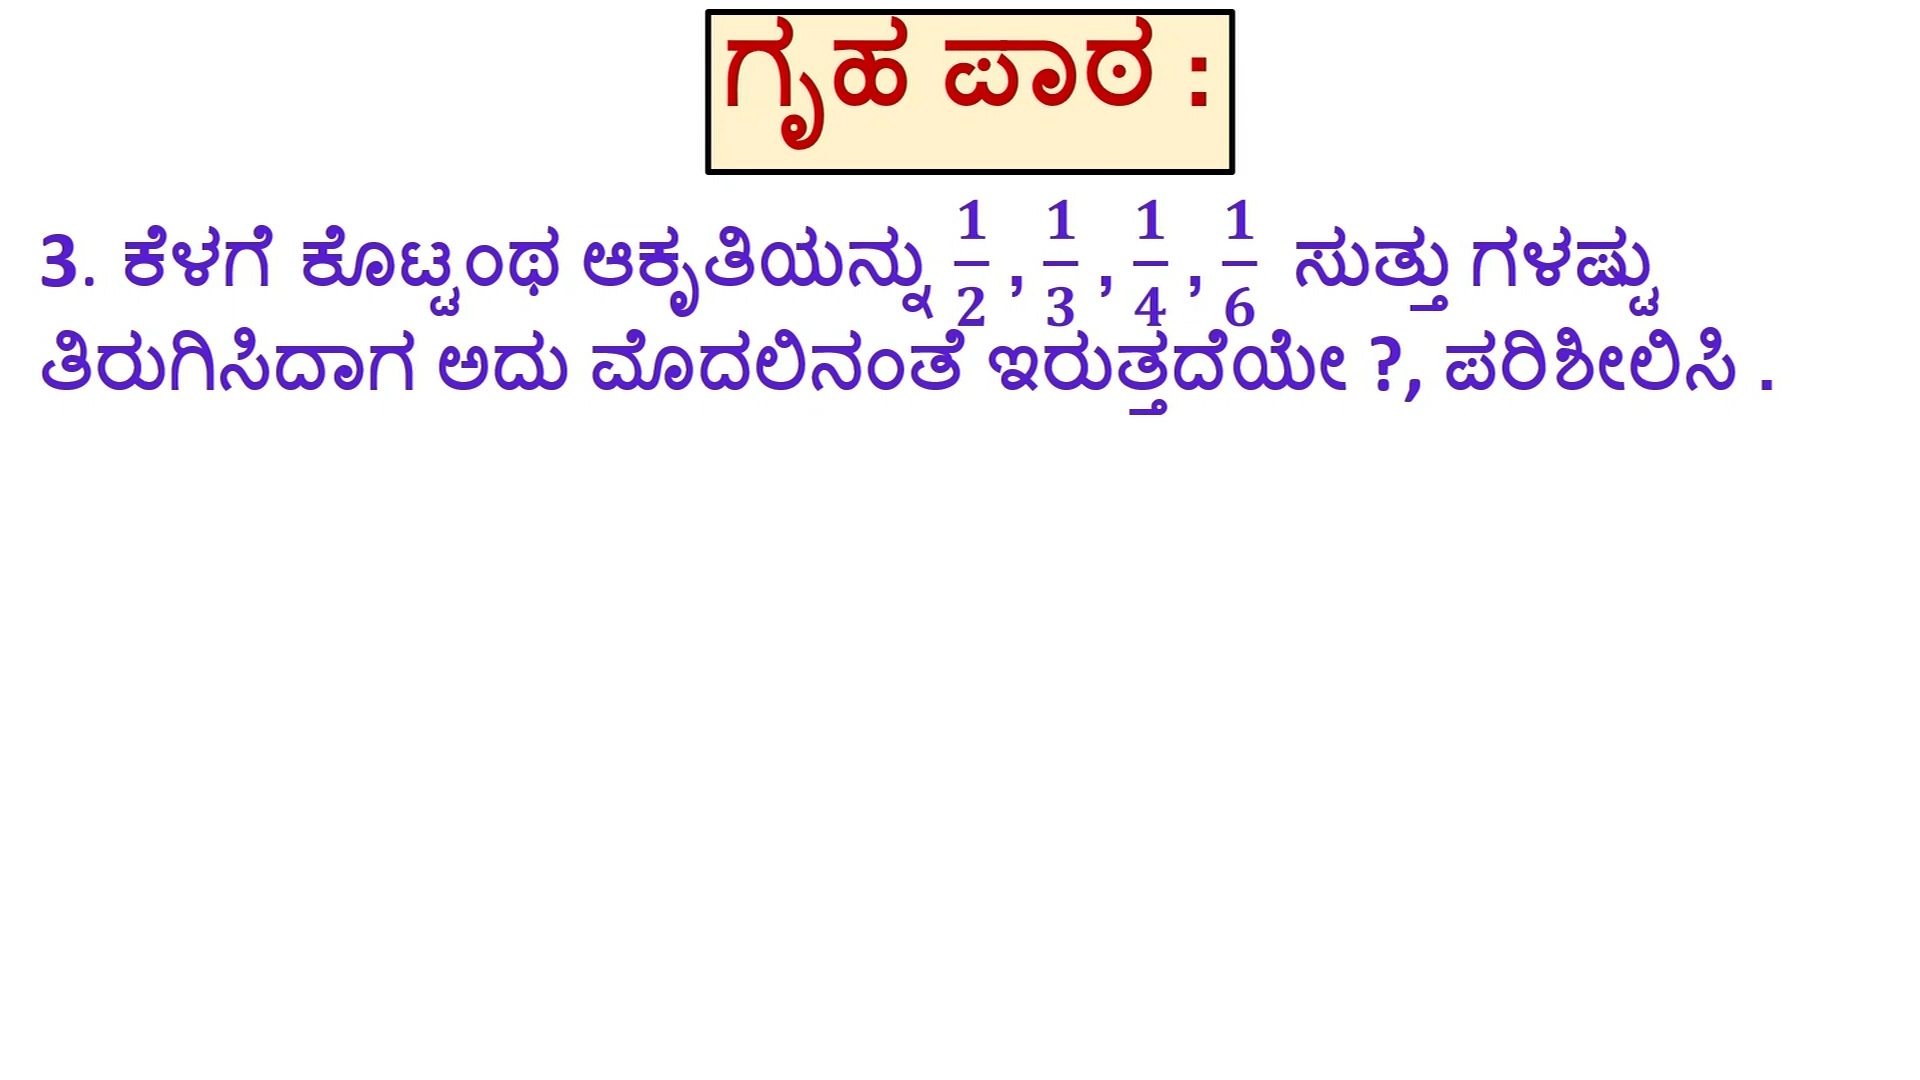 ಗೃಹ ಪಾಠ :
3. ಕೆಳಗೆ ಕೊಟ್ಟಂಥ ಆಕೃತಿಯನ್ನು 1/2 , 1/3 , 1/4 , 1/6 ಸುತ್ತು ಗಳಷ್ಟು
ತಿರುಗಿಸಿದಾಗ ಅದು ಮೊದಲಿನಂತೆ ಇರುತ್ತದೆಯೇ ?, ಪರಿಶೀಲಿಸಿ .